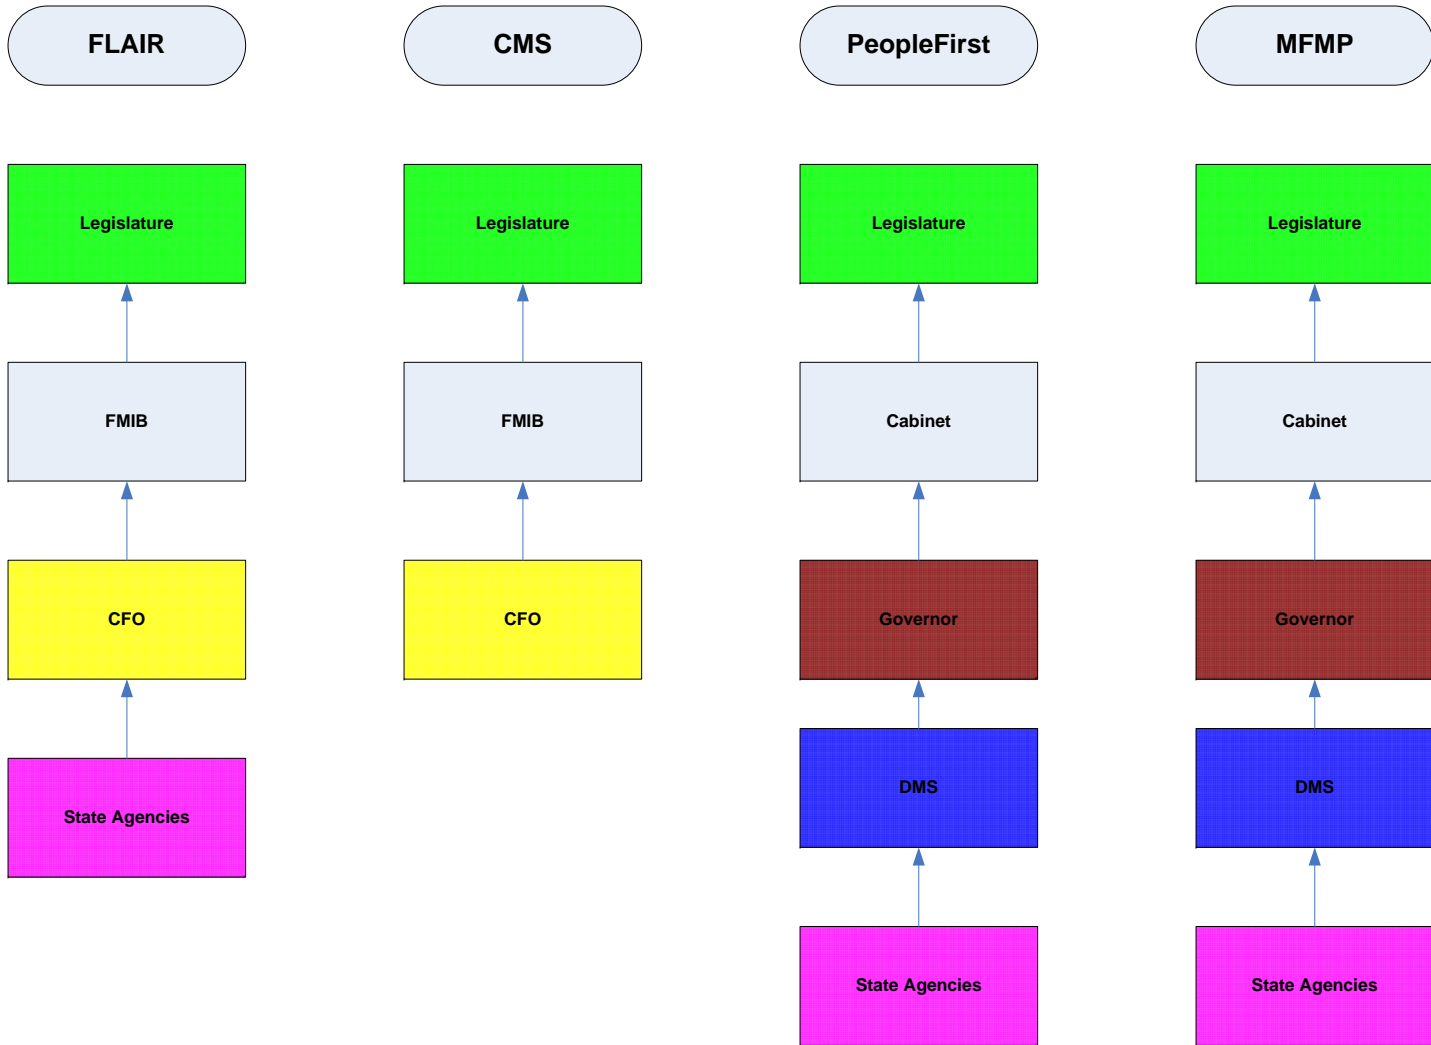 FLAIR
CMS
PeopleFirst
MFMP
Legislature
Legislature
Legislature
Legislature
FMIB
FMIB
Cabinet
Cabinet
CFO
CFO
Governor
Governor
State Agencies
DMS
DMS
State Agencies
State Agencies